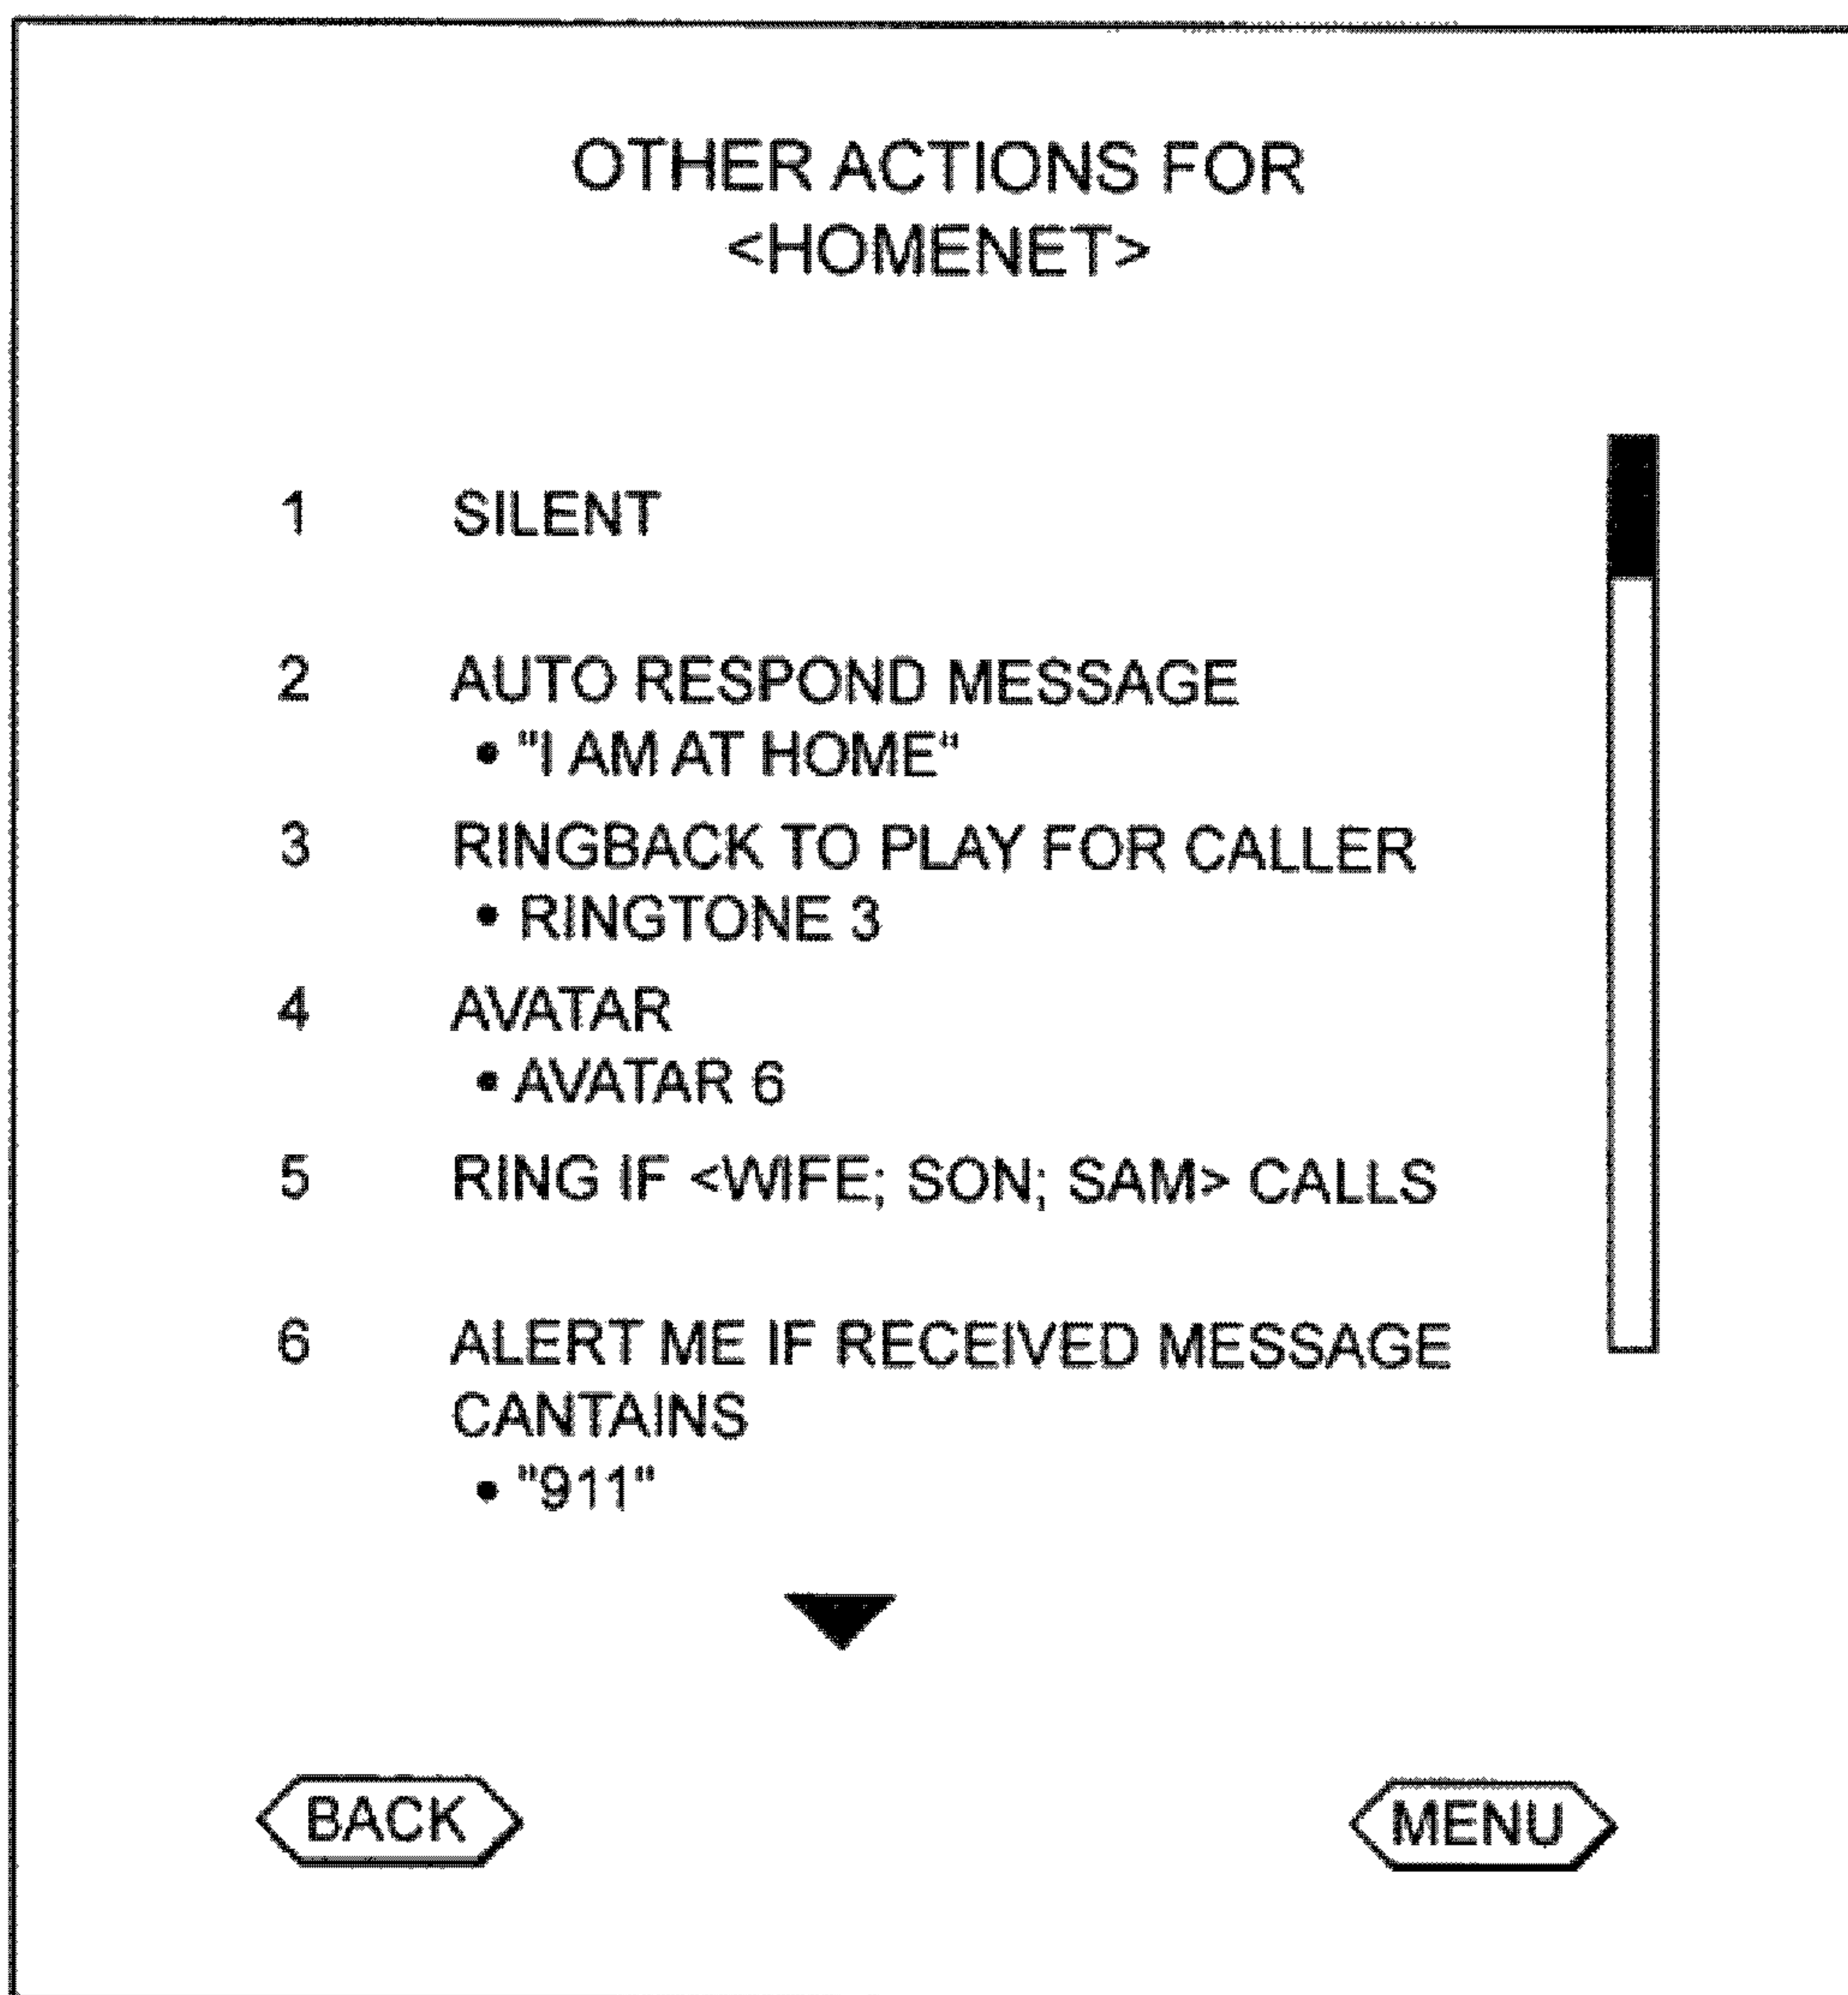 OTHER ACTIONS FOR
<HOMENET>
1 SILENT
2 AUTO RESPOND MESSAGE
• "I AM AT HOME"
3 RINGBACK TO PLAY FOR CALLER
• RINGTONE 3
4 AVATAR
• AVATAR 6
5 RING IF <WIFE; SON; SAM> CALLS
6 ALERT ME IF RECEIVED MESSAGE
CANTAINS
• "911"
BACK MENU